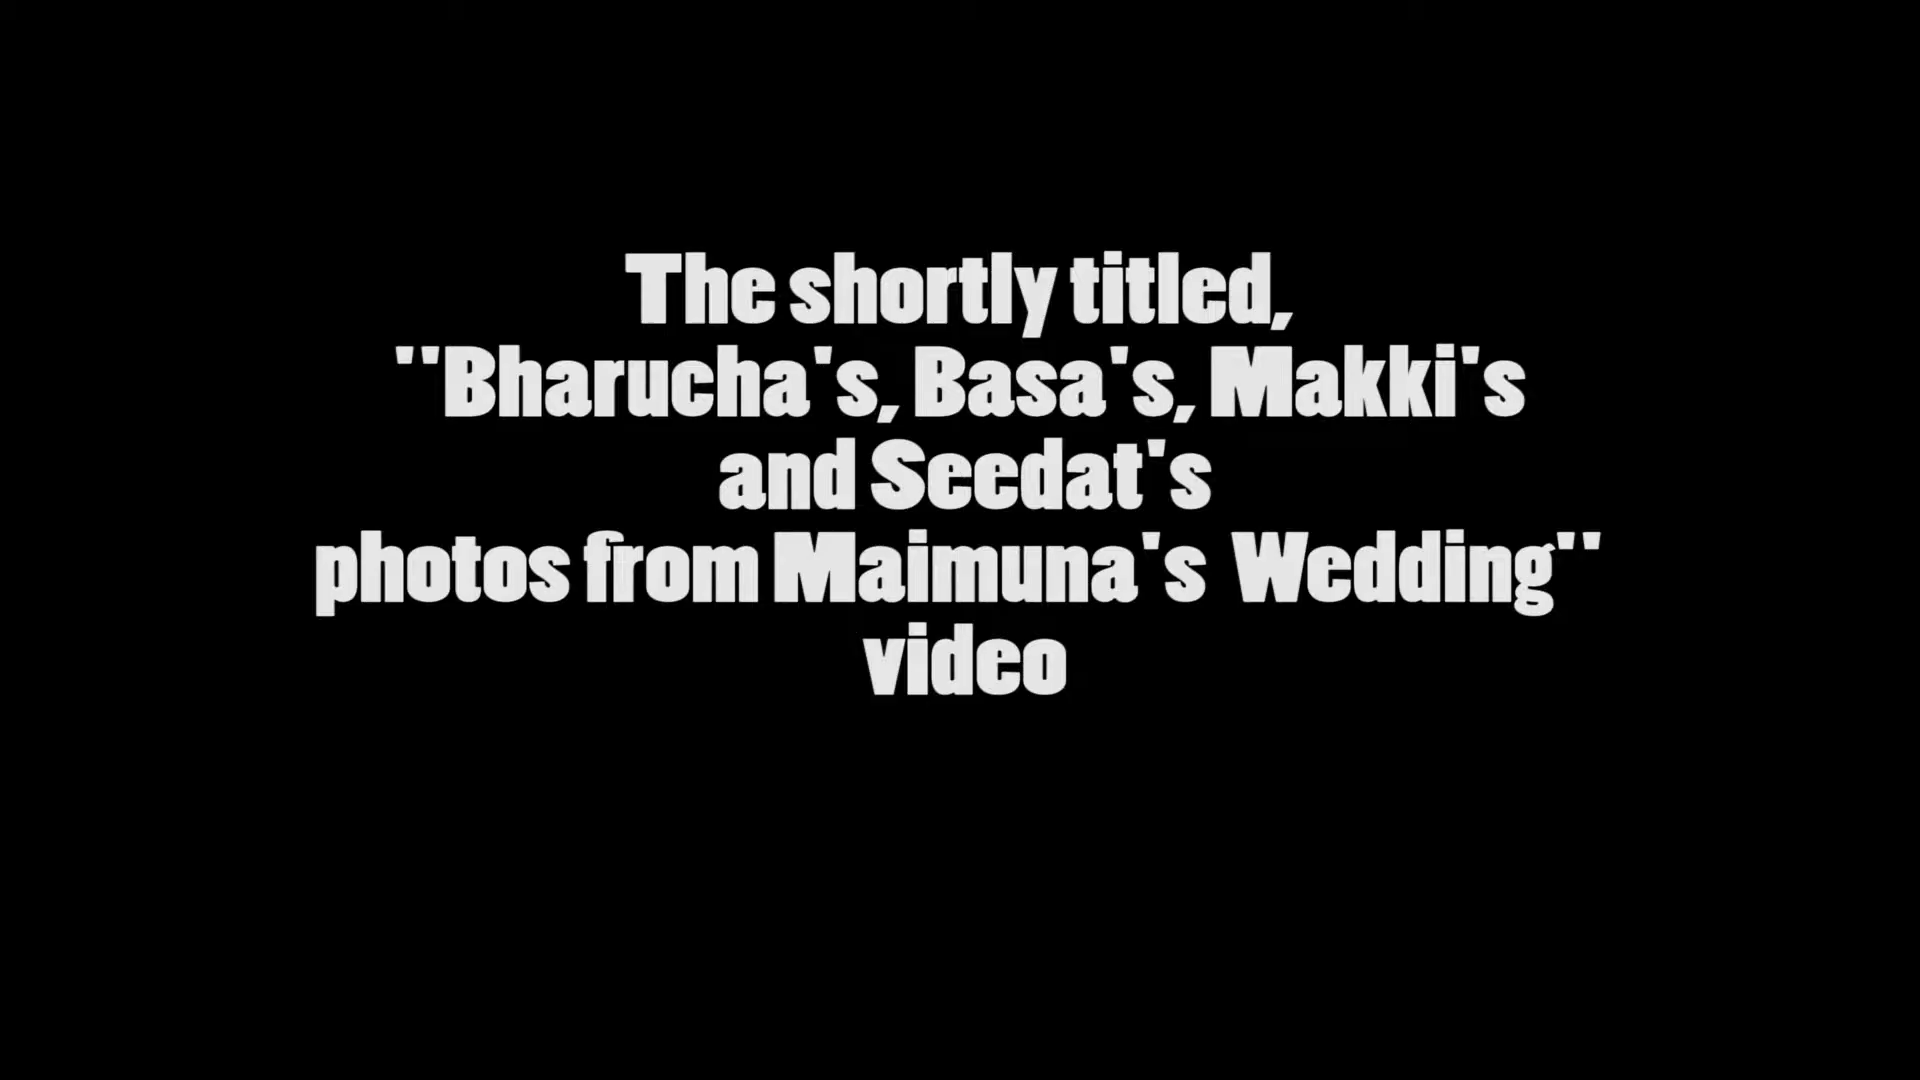 The shortly titled,
"Bharucha's, Basa's, Makki's
and Seedat's
photos from Maimuna's Wedding"
video